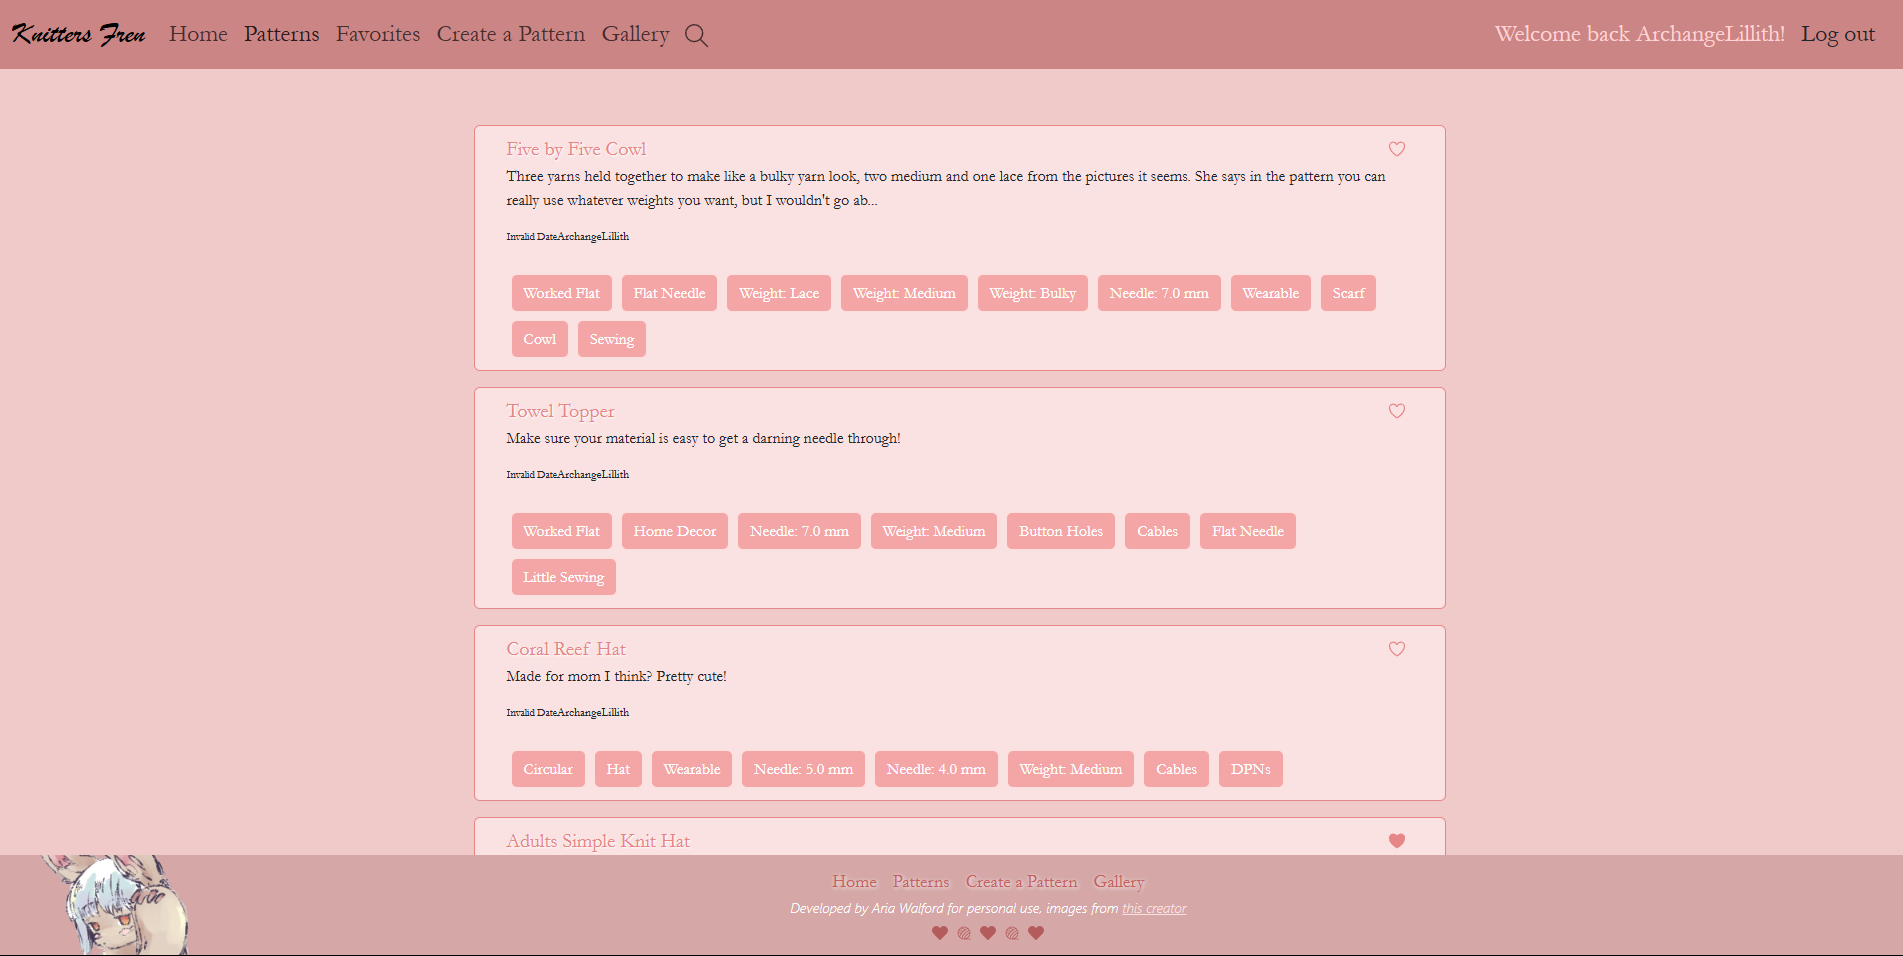 Knitters Fren Home Patterns Favorites Create a Pattern Gallery Welcome back ArchangeLillith! Log out
Five by Five Cowl
Three yarns held together to make like a bulky yarn look, two medium and one lace from the pictures it seems. She says in the pattern you can
really use whatever weights you want, but I wouldn't go ab...
Invalid DateArchangeLillith
Worked Flat Flat Needle Weight: Lace Weight: Medium Weight: Bulky Needle: 7.0 mm Wearable Scarf
Cowl Sewing
Towel Topper
Make sure your material is easy to get a darning needle through!
Invalid DateArchangeLillith
Worked Flat Home Decor Needle: 7.0 mm Weight: Medium Button Holes Cables Flat Needle
Little Sewing
Coral Reef Hat
Made for mom I think? Pretty cute!
Invalid DateArchangeLillith
Circular Hat Wearable Needle: 5.0 mm Needle: 4.0 mm Weight: Medium Cables DPNs
Adults Simple Knit Hat
Home Patterns Create a Pattern Gallery
Developed by Aria Walford for personal use, images from this creator